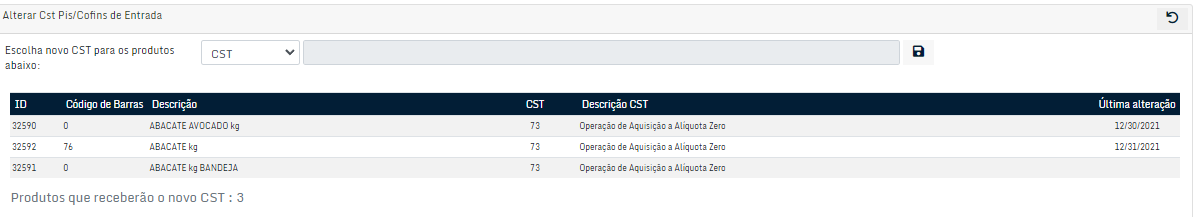 Alterar Cst Pis/Cofins de Entrada
Escolha novo CST para os produtos
abaixo:
CST
ID Código de Barras Descrição CST Descrição CST Última alteração
32590 0 ABACATE AVOCADO kg 73 Operação de Aquisição a Alíquota Zero 12/30/2021
32592 76 ABACATE kg 73 Operação de Aquisição a Alíquota Zero 12/31/2021
32591 0 ABACATE kg BANDEJA 73 Operação de Aquisição a Alíquota Zero
Produtos que receberão o novo CST : 3